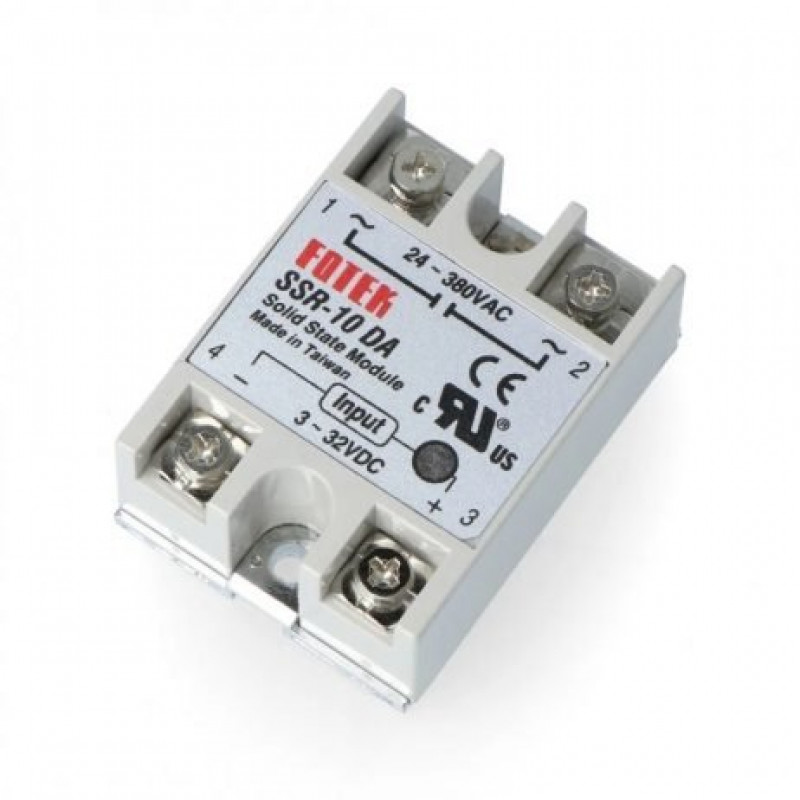 1 ~
24 ~ 380VAC
~ 2
FOTEK
SSR-10 DA
Solid State Module
Made in Taiwan
CE
4 -
Input
3 ~ 32VDC
+ 3
C RU® US